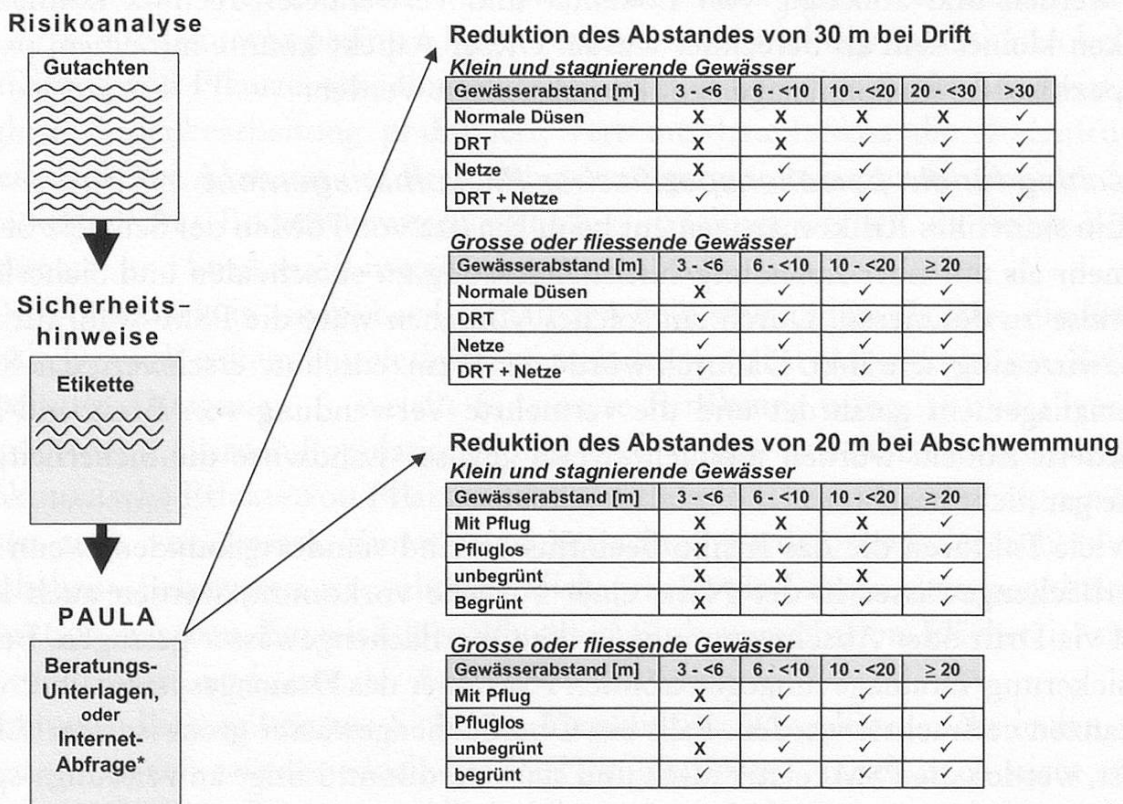 Risikoanalyse
Gutachten
Sicherheits-
hinweise
Etikette
PAULA
Beratungs-
Unterlagen,
oder
Internet-
Abfrage*
Reduktion des Abstandes von 30 m bei Drift
Klein und stagnierende Gewässer
Gewässerabstand [m] 3 - <6 6 - <10 10 - <20 20 - <30 >30
Normale Düsen X X X X ✓
DRT X X ✓ ✓ ✓
Netze X ✓ ✓ ✓ ✓
DRT + Netze ✓ ✓ ✓ ✓ ✓
Grosse oder fliessende Gewässer
Gewässerabstand [m] 3 - <6 6 - <10 10 - <20 ≥ 20
Normale Düsen X ✓ ✓ ✓
DRT ✓ ✓ ✓ ✓
Netze ✓ ✓ ✓ ✓
DRT + Netze ✓ ✓ ✓ ✓
Reduktion des Abstandes von 20 m bei Abschwemmung
Klein und stagnierende Gewässer
Gewässerabstand [m] 3 - <6 6 - <10 10 - <20 ≥ 20
Mit Pflug X X X ✓
Pfluglos X ✓ ✓ ✓
unbegrünt X X X ✓
Begrünt X ✓ ✓ ✓
Grosse oder fliessende Gewässer
Gewässerabstand [m] 3 - <6 6 - <10 10 - <20 ≥ 20
Mit Pflug X ✓ ✓ ✓
Pfluglos ✓ ✓ ✓ ✓
unbegrünt X ✓ ✓ ✓
begrünt ✓ ✓ ✓ ✓